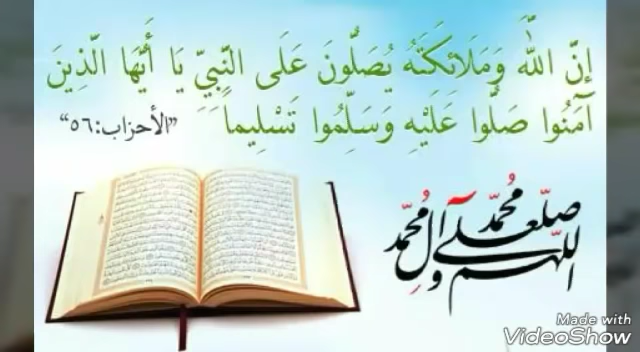 إِنَّ اللَّهَ وَمَلَائِكَتَهُ يُصَلُّونَ عَلَى النَّبِيِّ يَا أَيُّهَا الَّذِينَ
آمَنُوا صَلُّوا عَلَيْهِ وَسَلِّمُوا تَسْلِيماً "الأحزاب:٥٦"
اللّهم صلّ على محمّد وآل محمّد
Made with
VideoShow